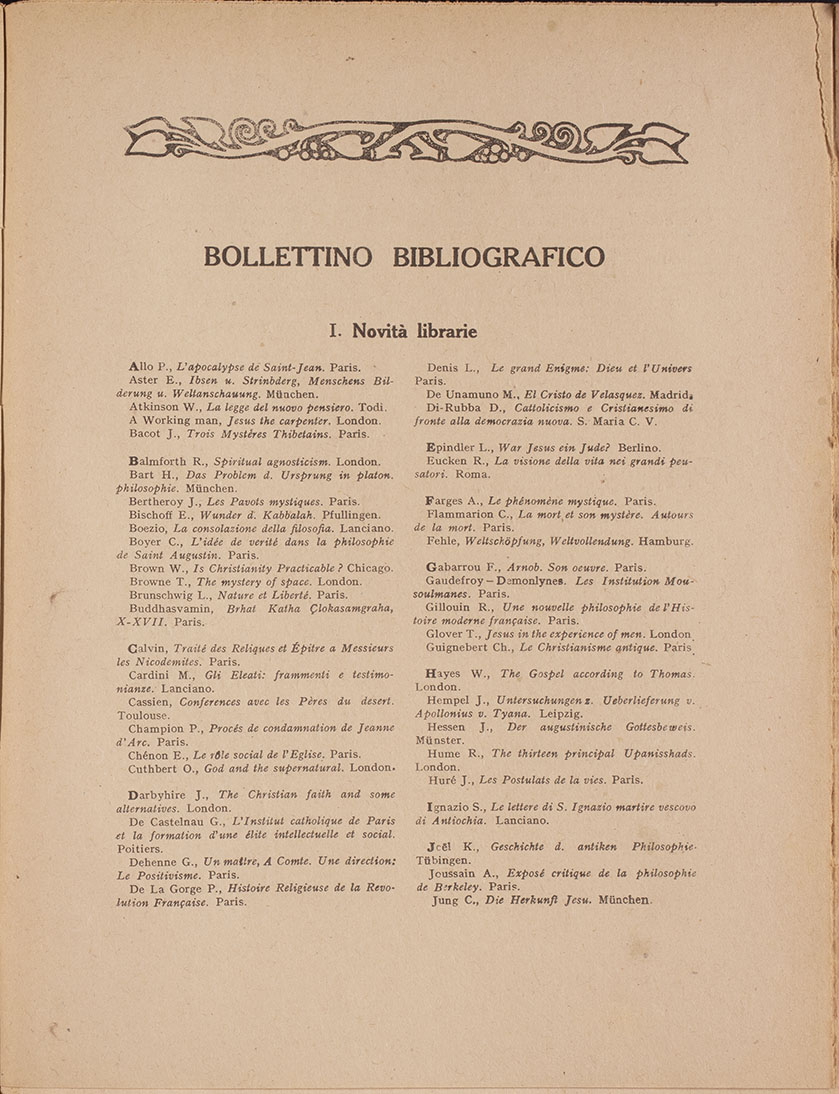 BOLLETTINO BIBLIOGRAFICO
I. Novità librarie
Allo P., L'apocalypse de Saint-Jean. Paris.
Aster E., Ibsen u. Strinbderg, Menschens Bil-
derung u. Weltanschauung. München.
Atkinson W., La legge del nuovo pensiero. Todi.
A Working man, Jesus the carpenter. London.
Bacot J., Trois Mystères Thibetains. Paris.
Balmforth R., Spiritual agnosticism. London.
Bart H., Das Problem d. Ursprung in platon.
philosophie. München.
Bertheroy J., Les Pavots mystiques. Paris.
Bischoff E., Wunder d. Kabbalah. Pfullingen.
Boezio, La consolazione della filosofia. Lanciano.
Boyer C., L'idée de verité dans la philosophie
de Saint Augustin. Paris.
Brown W., Is Christianity Practicable? Chicago.
Browne T., The mystery of space. London.
Brunschwig L., Nature et Liberté. Paris.
Buddhasvamin, Brhat Katha Çlokasamgraha,
X-XVII. Paris.
Calvin, Traité des Reliques et Épitre a Messieurs
les Nicodemites. Paris.
Cardini M., Gli Eleati: frammenti e testimo-
nianze. Lanciano.
Cassien, Conferences avec les Pères du desert.
Toulouse.
Champion P., Procés de condamnation de Jeanne
d'Arc. Paris.
Chénon E., Le rôle social de l'Eglise. Paris.
Cuthbert O., God and the supernatural. London.
Darbyhire J., The Christian faith and some
alternatives. London.
De Castelnau G., L'Institut catholique de Paris
et la formation d'une élite intellectuelle et social.
Poitiers.
Dehenne G., Un maître, A Comte. Une direction:
Le Positivisme. Paris.
De La Gorge P., Histoire Religieuse de la Revo-
lution Française. Paris.
Denis L., Le grand Enigme: Dieu et l'Univers
Paris.
De Unamuno M., El Cristo de Velasquez. Madrid.
Di-Rubba D., Cattolicismo e Cristianesimo di
fronte alla democrazia nuova. S. Maria C. V.
Epindler L., War Jesus ein Jude? Berlino.
Eucken R., La visione della vita nei grandi peu-
satori. Roma.
Farges A., Le phénomène mystique. Paris.
Flammarion C., La mort et son mystère. Autours
de la mort. Paris.
Fehle, Weltschöpfung, Weltvollendung. Hamburg.
Gabarrou F., Arnob. Son oeuvre. Paris.
Gaudefroy - Demonlynes. Les Institution Mou-
soulmanes. Paris.
Gillouin R., Une nouvelle philosophie de l'His-
toire moderne française. Paris.
Glover T., Jesus in the experience of men. London
Guignebert Ch., Le Christianisme antique. Paris
Hayes W., The Gospel according to Thomas.
London.
Hempel J., Untersuchungen z. Ueberlieferung v.
Apollonius v. Tyana. Leipzig.
Hessen J., Der augustinische Gottesbeweis.
Münster.
Hume R., The thirteen principal Upanisshads.
London.
Huré J., Les Postulats de la vies. Paris.
Ignazio S., Le lettere di S. Ignazio martire vescovo
di Antiochia. Lanciano.
Joël K., Geschichte d. antiken Philosophie.
Tübingen.
Joussain A., Exposé critique de la philosophie
de Berkeley. Paris.
Jung C., Die Herkunft Jesu. München.